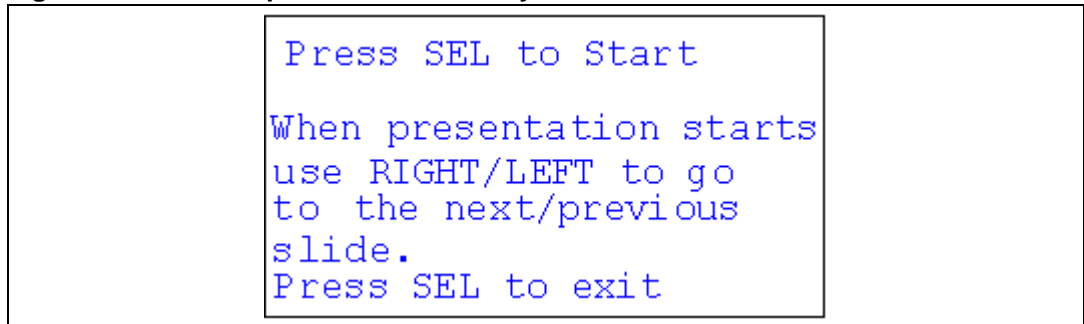 Press SEL to Start
When presentation starts
use RIGHT/LEFT to go
to the next/previous
slide.
Press SEL to exit